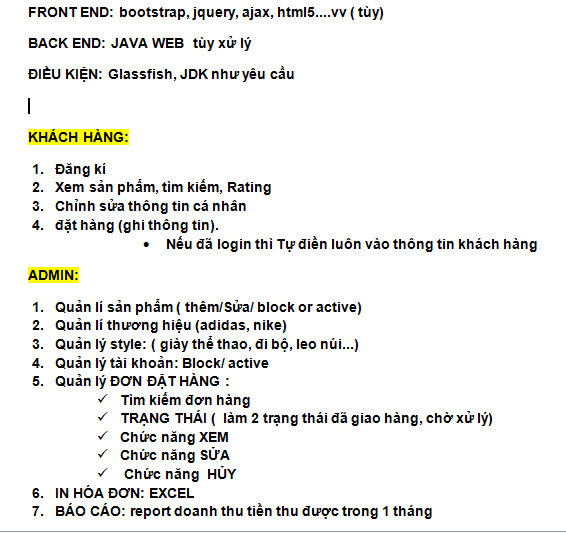 FRONT END: bootstrap, jquery, ajax, html5....vv ( tùy)
BACK END: JAVA WEB  tùy xử lý
ĐIỀU KIỆN: Glassfish, JDK như yêu cầu
KHÁCH HÀNG:
1. Đăng kí
2. Xem sản phẩm, tìm kiếm, Rating
3. Chỉnh sửa thông tin cá nhân
4. đặt hàng (ghi thông tin).
• Nếu đã login thì Tự điền luôn vào thông tin khách hàng
ADMIN:
1. Quản lí sản phẩm ( thêm/Sửa/ block or active)
2. Quản lí thương hiệu (adidas, nike)
3. Quản lý style: ( giày thể thao, đi bộ, leo núi...)
4. Quản lý tài khoản: Block/ active
5. Quản lý ĐƠN ĐẶT HÀNG :
✓ Tìm kiếm đơn hàng
✓ TRẠNG THÁI (  làm 2 trạng thái đã giao hàng, chờ xử lý)
✓ Chức năng XEM
✓ Chức năng SỬA
✓ Chức năng  HỦY
6. IN HÓA ĐƠN: EXCEL
7. BÁO CÁO: report doanh thu tiền thu được trong 1 tháng